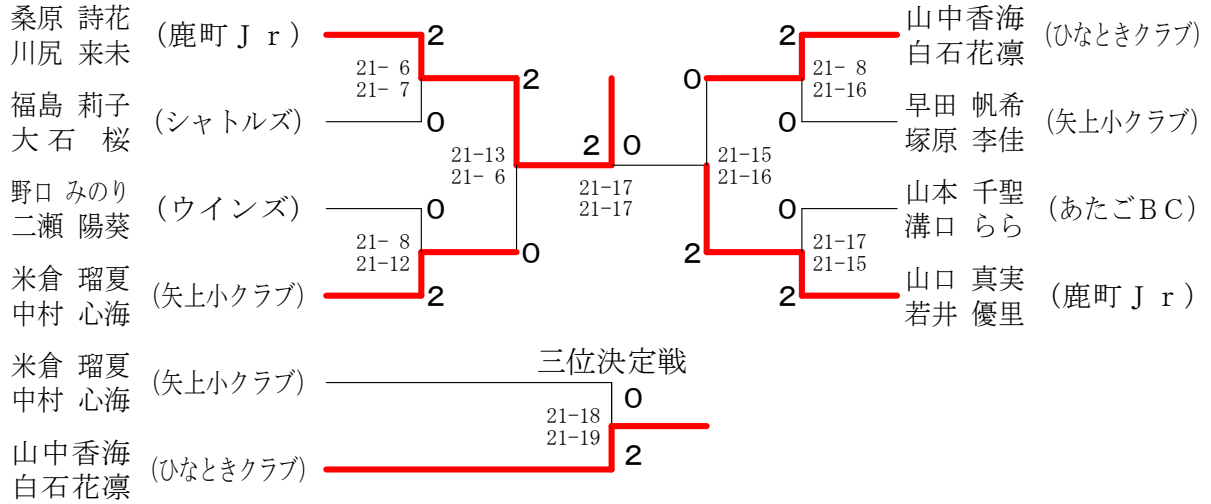 桑原 詩花
川尻 来未
(鹿町Ｊｒ)
2
21- 6
21- 7
福島 莉子
大石 桜
(シャトルズ)
0
2
21-13
21- 6
野口 みのり
二瀬 陽葵
(ウインズ)
0
21- 8
21-12
0
米倉 瑠夏
中村 心海
(矢上小クラブ)
2
2 0
21-17
21-17
山中香海
白石花凛
(ひなときクラブ)
2
21- 8
21-16
早田 帆希
塚原 李佳
(矢上小クラブ)
0
0
21-15
21-16
山本 千聖
溝口 らら
(あたごＢＣ)
0
21-17
21-15
2
山口 真実
若井 優里
(鹿町Ｊｒ)
2
三位決定戦
米倉 瑠夏
中村 心海
(矢上小クラブ)
0
21-18
21-19
山中香海
白石花凛
(ひなときクラブ)
2